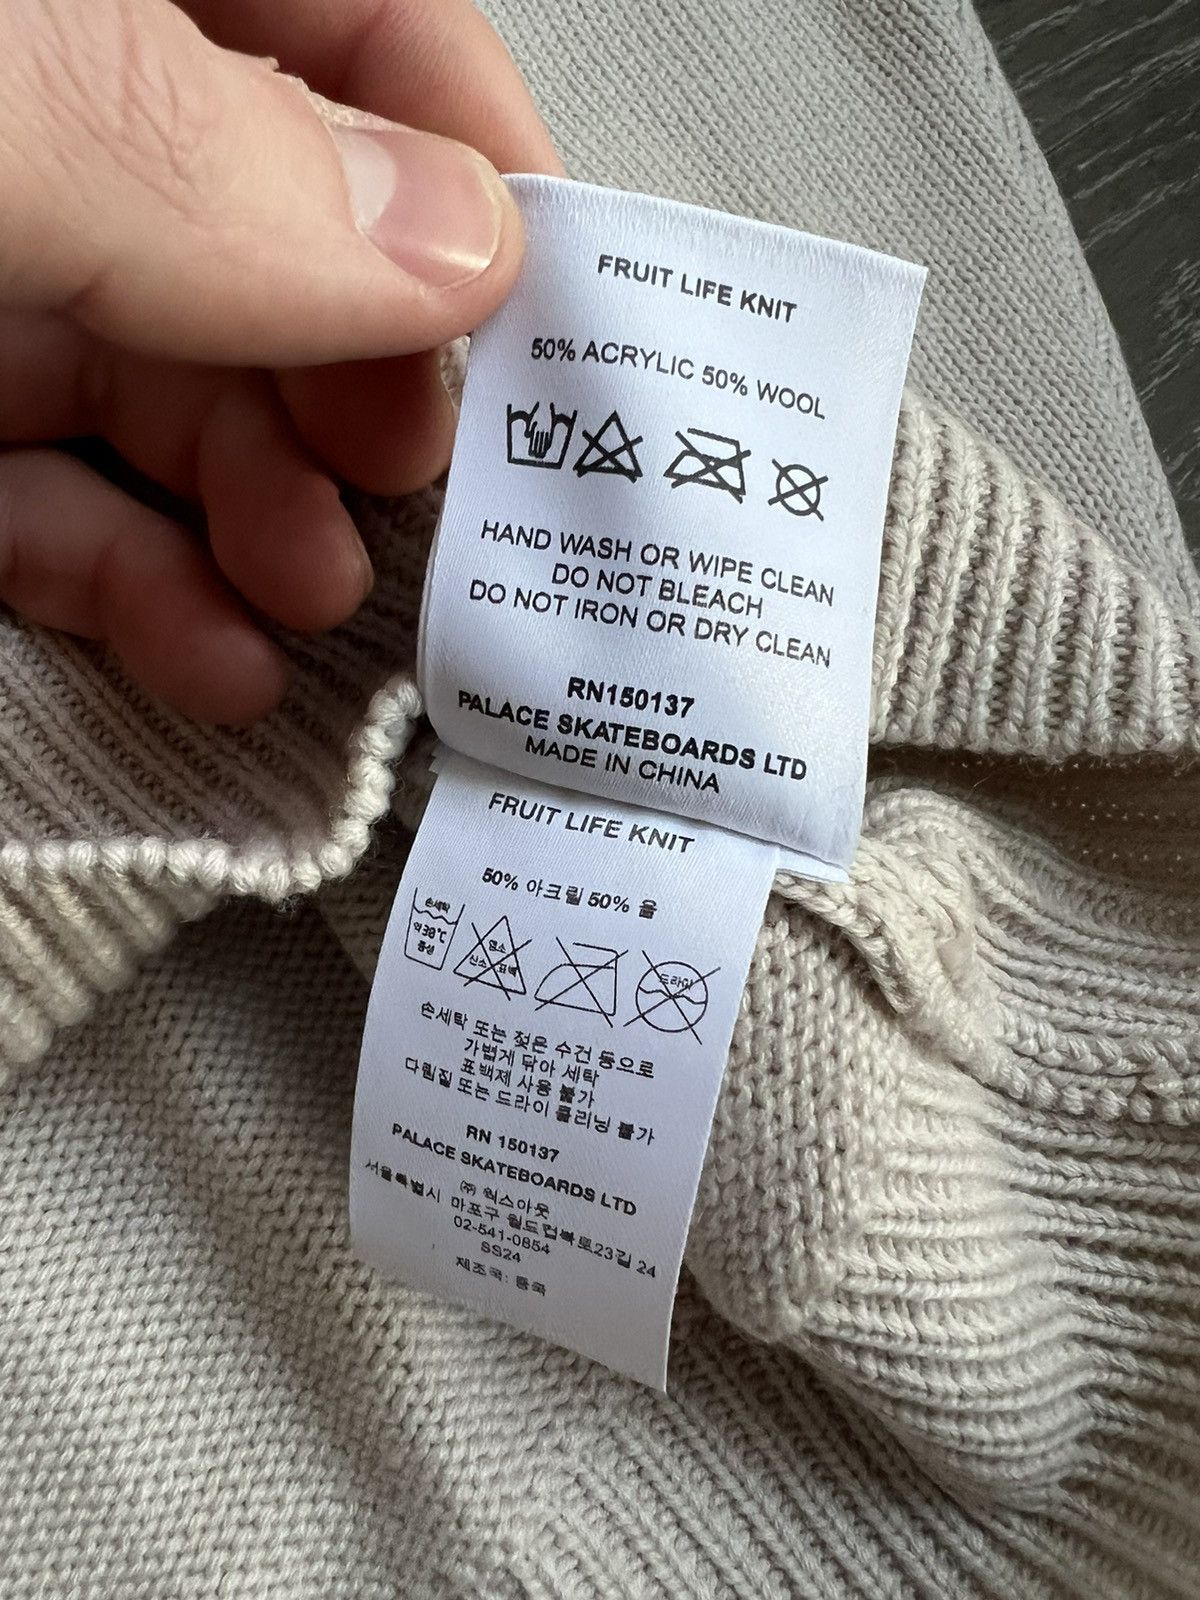 FRUIT LIFE KNIT
50% ACRYLIC 50% WOOL
HAND WASH OR WIPE CLEAN
DO NOT BLEACH
DO NOT IRON OR DRY CLEAN
RN150137
PALACE SKATEBOARDS LTD
MADE IN CHINA
FRUIT LIFE KNIT
50% 아크릴 50% 울
손세탁
약30℃
중성
염소
산소 표백
드라이
손세탁 또는 젖은 수건 등으로
가볍게 닦아 세탁
표백제 사용 불가
다림질 또는 드라이 클리닝 불가
RN 150137
PALACE SKATEBOARDS LTD
㈜ 웍스아웃
서울특별시 마포구 월드컵북로23길 24
02-541-0854
SS24
제조국: 중국